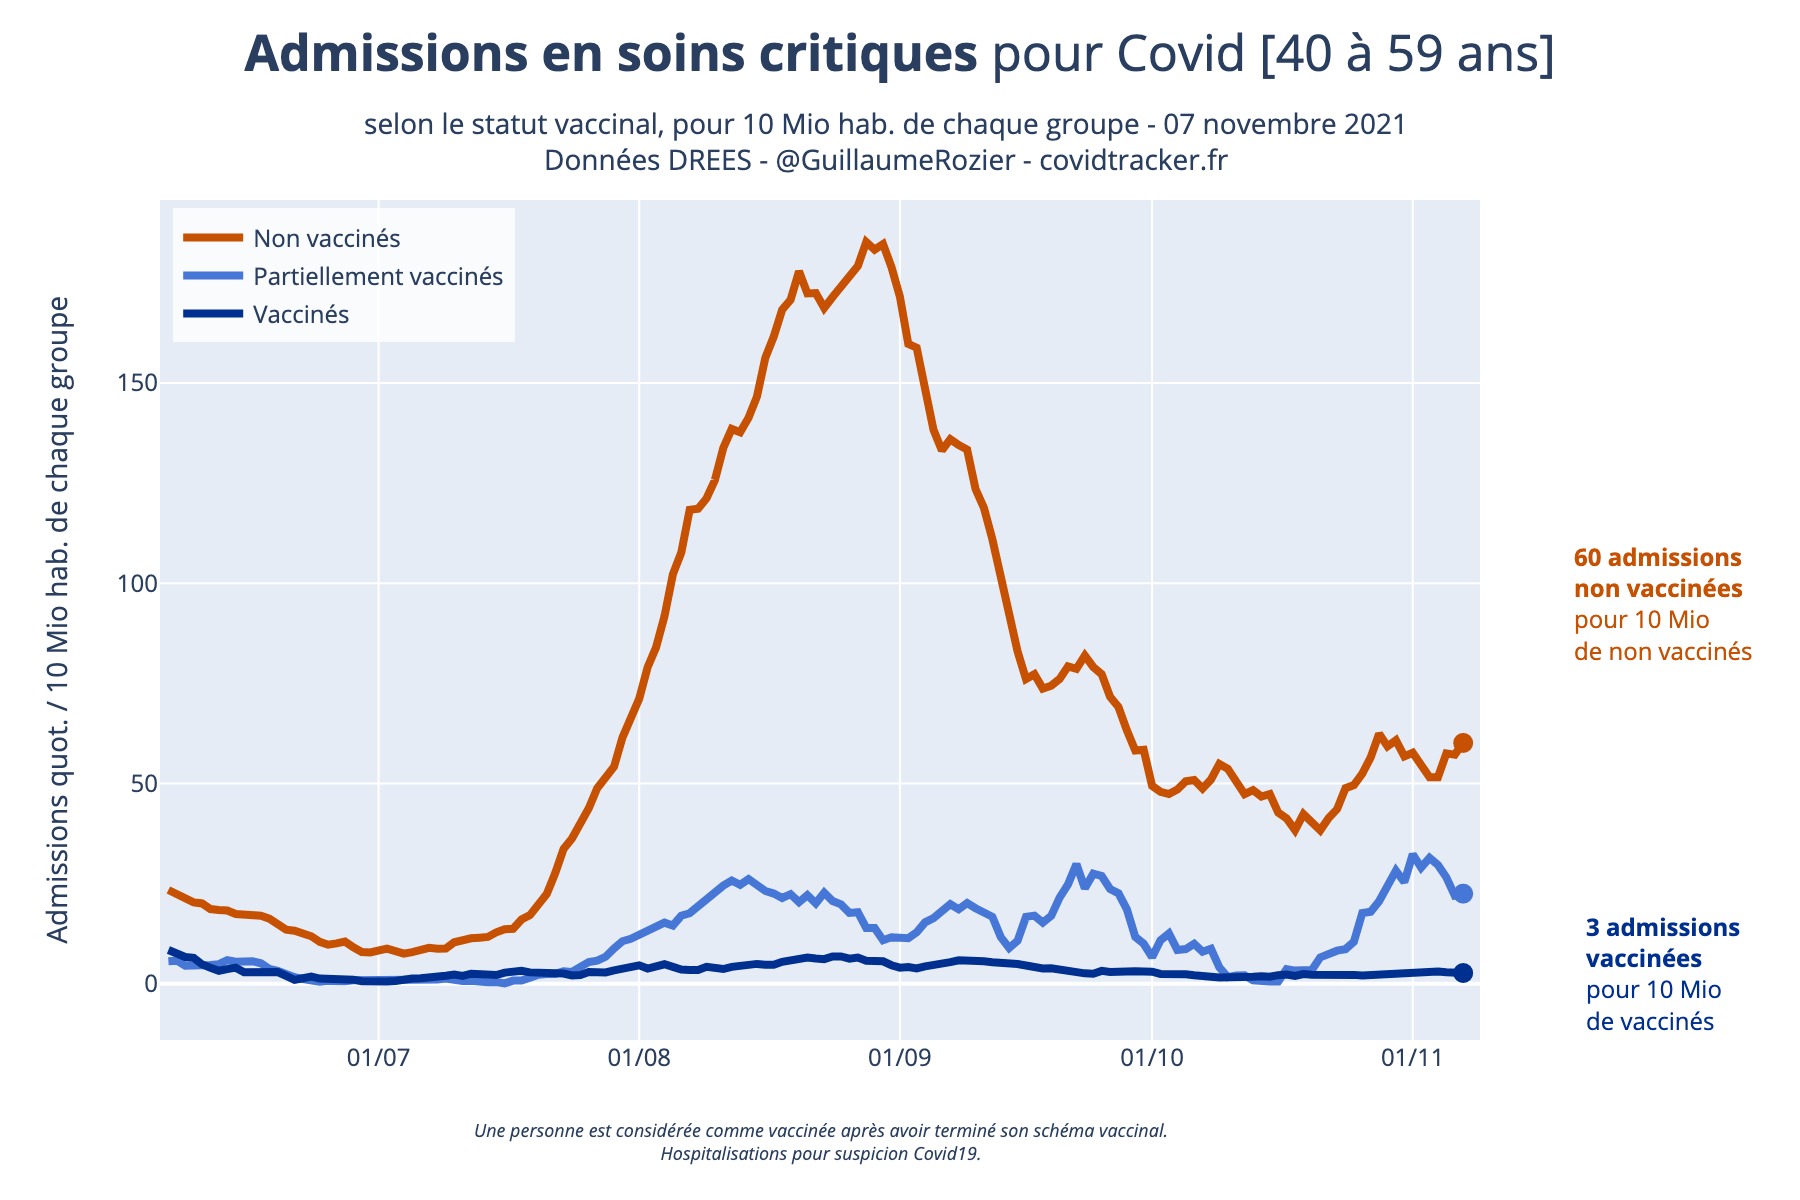 Admissions en soins critiques pour Covid [40 à 59 ans]
selon le statut vaccinal, pour 10 Mio hab. de chaque groupe - 07 novembre 2021
Données DREES - @GuillaumeRozier - covidtracker.fr
Non vaccinés
Partiellement vaccinés
Vaccinés
Admissions quot. / 10 Mio hab. de chaque groupe
150
100
50
0
01/07
01/08
01/09
01/10
01/11
60 admissions
non vaccinées
pour 10 Mio
de non vaccinés
3 admissions
vaccinées
pour 10 Mio
de vaccinés
Une personne est considérée comme vaccinée après avoir terminé son schéma vaccinal.
Hospitalisations pour suspicion Covid19.